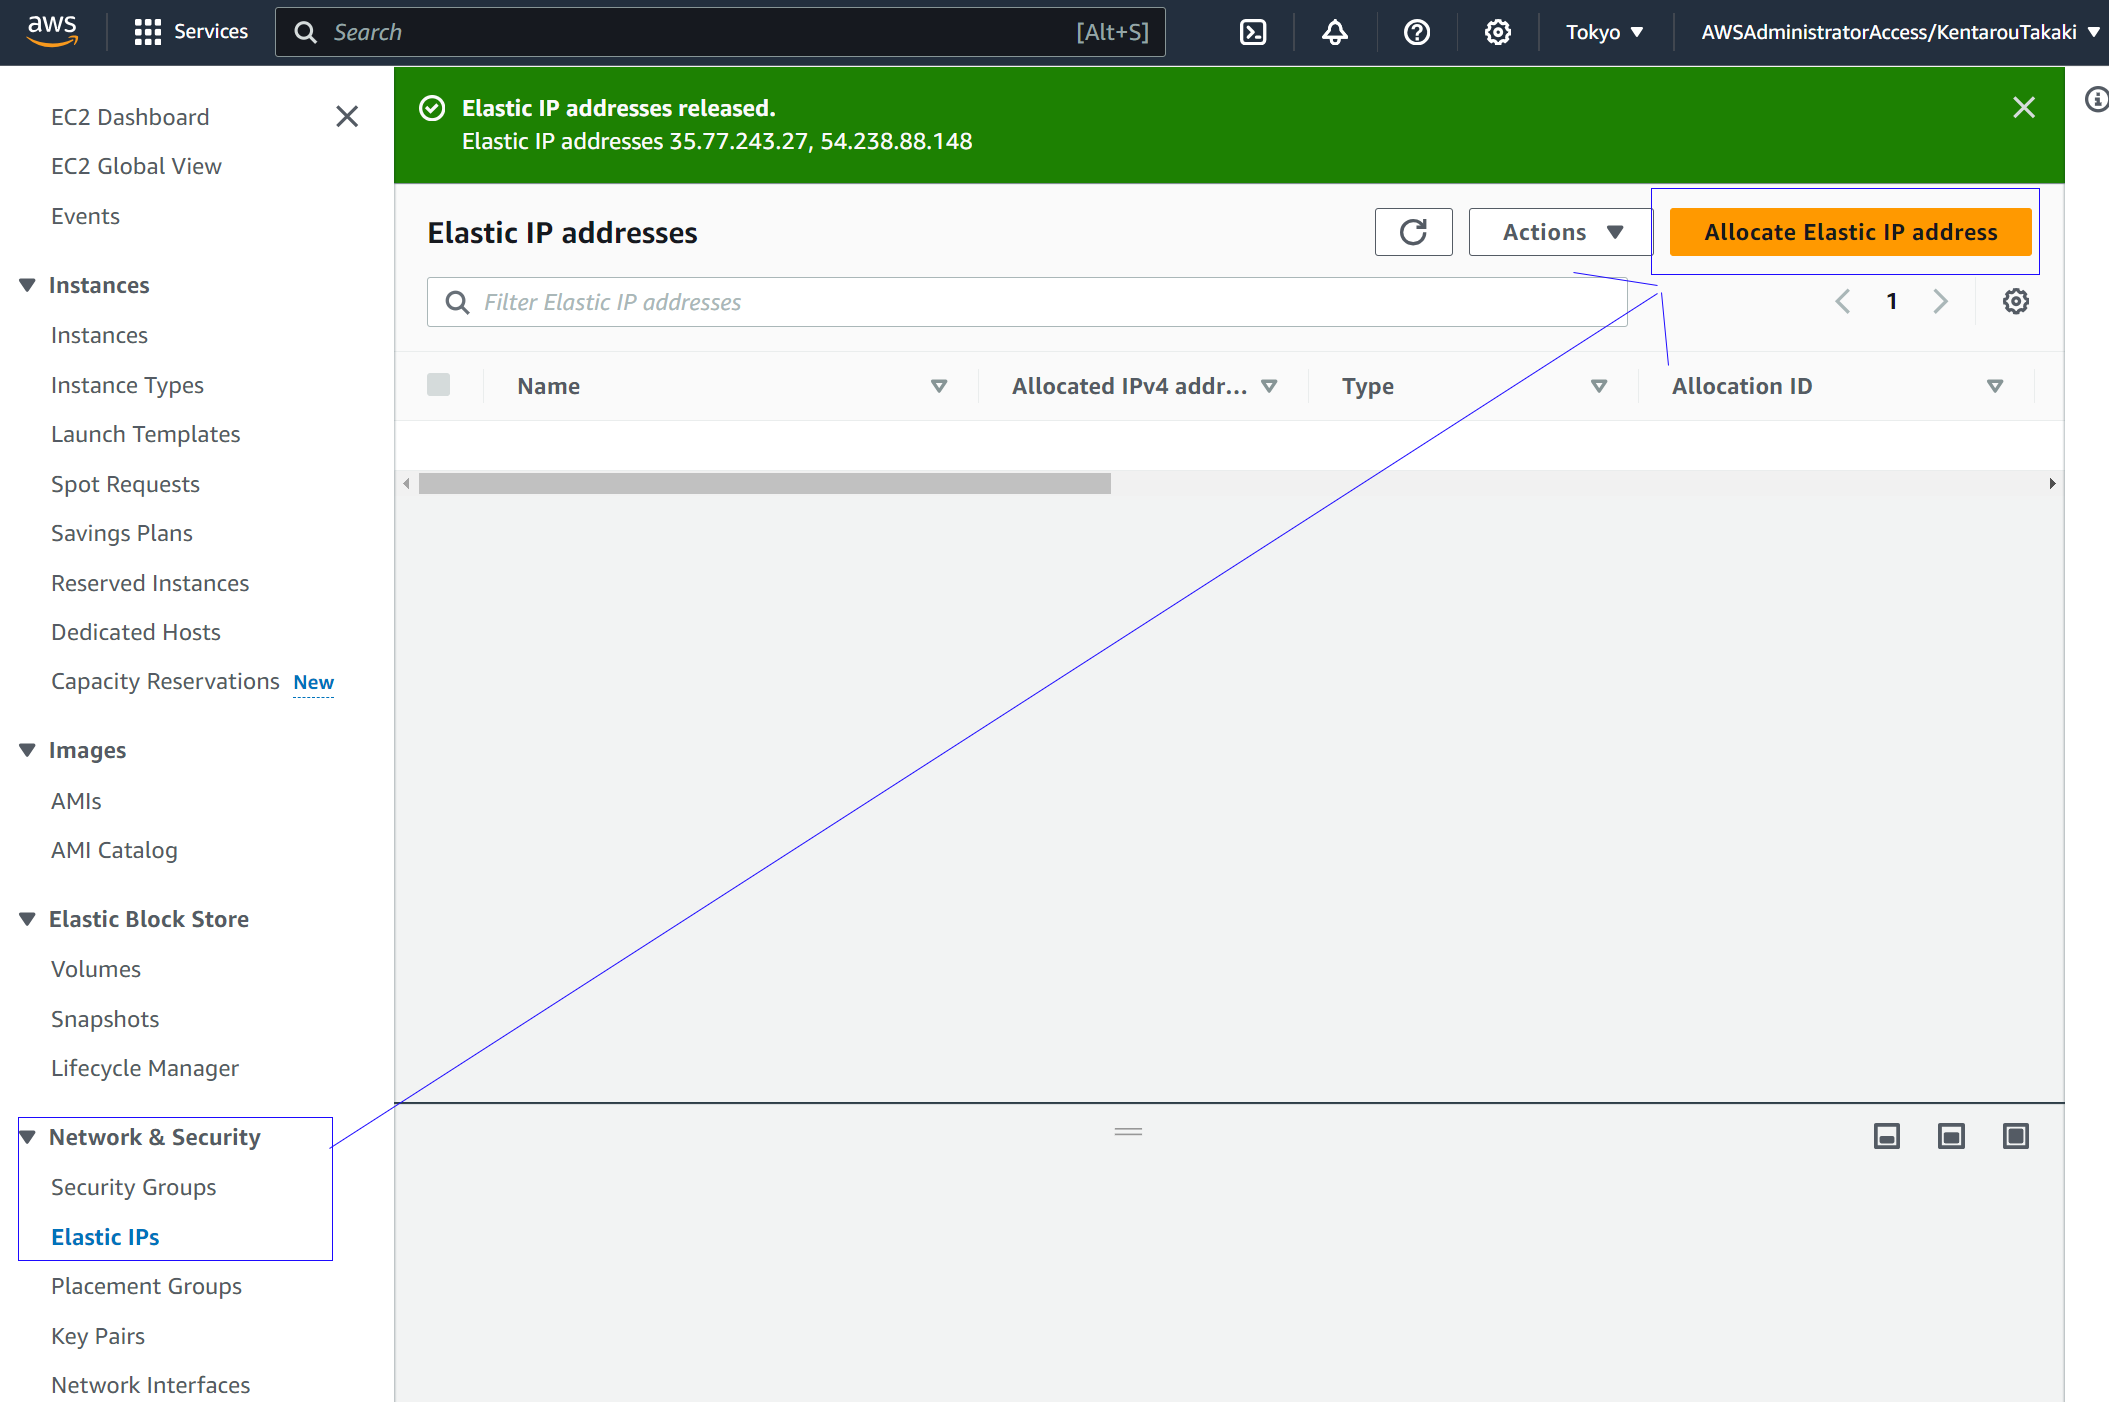 aws
Services
Search
[Alt+S]
Tokyo
AWSAdministratorAccess/KentarouTakaki
EC2 Dashboard
EC2 Global View
Events
Instances
Instances
Instance Types
Launch Templates
Spot Requests
Savings Plans
Reserved Instances
Dedicated Hosts
Capacity Reservations New
Images
AMIs
AMI Catalog
Elastic Block Store
Volumes
Snapshots
Lifecycle Manager
Network & Security
Security Groups
Elastic IPs
Placement Groups
Key Pairs
Network Interfaces
Elastic IP addresses released.
Elastic IP addresses 35.77.243.27, 54.238.88.148
Elastic IP addresses
Actions
Allocate Elastic IP address
Filter Elastic IP addresses
1
Name
Allocated IPv4 addr...
Type
Allocation ID